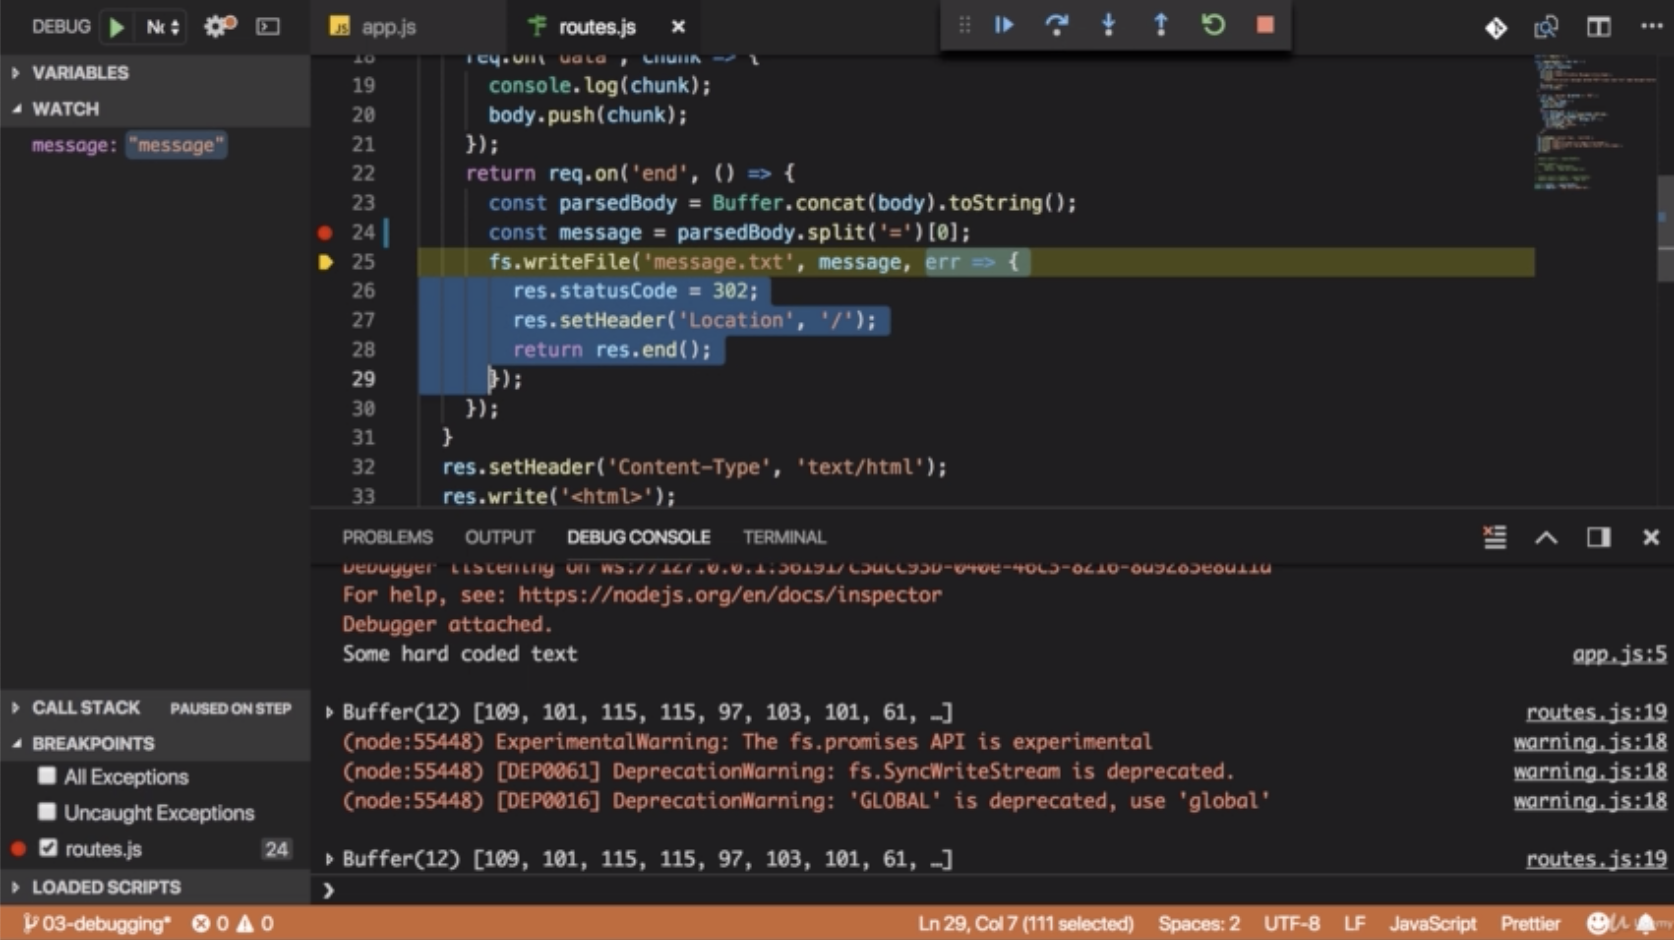 DEBUG
app.js
routes.js
VARIABLES
WATCH
message: "message"
18 req.on('data', chunk => {
19 console.log(chunk);
20 body.push(chunk);
21 });
22 return req.on('end', () => {
23 const parsedBody = Buffer.concat(body).toString();
24 const message = parsedBody.split('=')[0];
25 fs.writeFile('message.txt', message, err => {
26 res.statusCode = 302;
27 res.setHeader('Location', '/');
28 return res.end();
29 });
30 });
31 }
32 res.setHeader('Content-Type', 'text/html');
33 res.write('<html>');
PROBLEMS OUTPUT DEBUG CONSOLE TERMINAL
Debugger listening on
For help, see: https://nodejs.org/en/docs/inspector
Debugger attached.
Some hard coded text app.js:5
Buffer(12) [109, 101, 115, 115, 97, 103, 101, 61, …] routes.js:19
(node:55448) ExperimentalWarning: The fs.promises API is experimental warning.js:18
(node:55448) [DEP0061] DeprecationWarning: fs.SyncWriteStream is deprecated. warning.js:18
(node:55448) [DEP0016] DeprecationWarning: 'GLOBAL' is deprecated, use 'global' warning.js:18
Buffer(12) [109, 101, 115, 115, 97, 103, 101, 61, …] routes.js:19
CALL STACK PAUSED ON STEP
BREAKPOINTS
All Exceptions
Uncaught Exceptions
routes.js 24
LOADED SCRIPTS
03-debugging* 0 0 Ln 29, Col 7 (111 selected) Spaces: 2 UTF-8 LF JavaScript Prettier